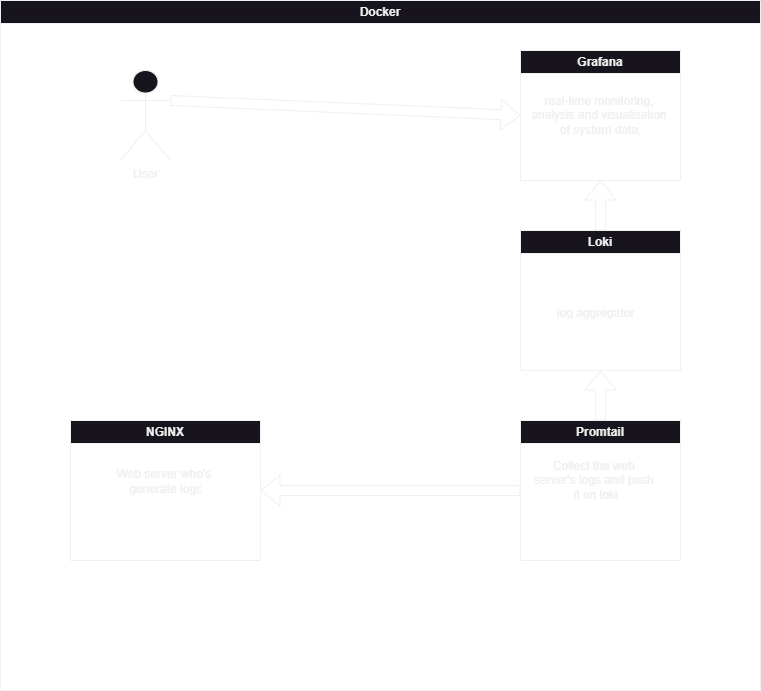 Docker
Grafana
real-time monitoring,
analysis and visualisation
of system data.
User
Loki
log aggregator
NGINX
Web server who's
generate logs
Promtail
Collect the web
server's logs and push
it on loki